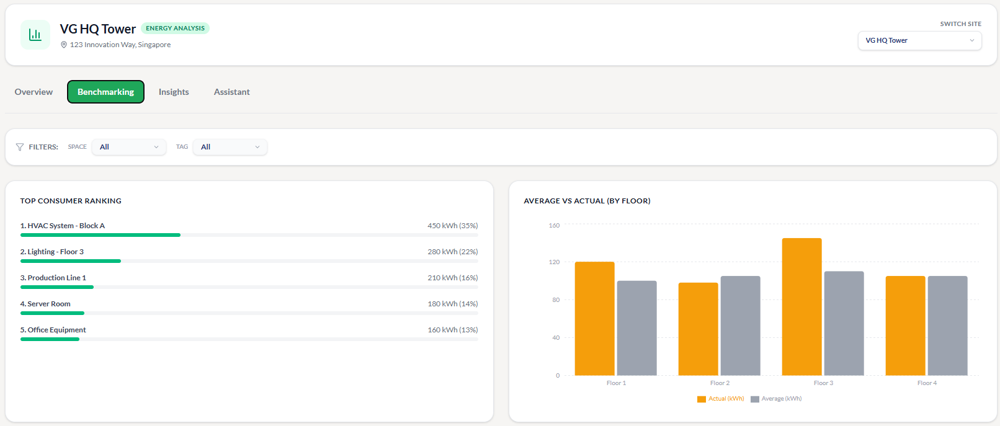 VG HQ Tower ENERGY ANALYSIS
123 Innovation Way, Singapore
SWITCH SITE
VG HQ Tower
Overview Benchmarking Insights Assistant
FILTERS: SPACE All TAG All
TOP CONSUMER RANKING
1. HVAC System - Block A 450 kWh (35%)
2. Lighting - Floor 3 280 kWh (22%)
3. Production Line 1 210 kWh (16%)
4. Server Room 180 kWh (14%)
5. Office Equipment 160 kWh (13%)
AVERAGE VS ACTUAL (BY FLOOR)
160
120
80
40
0
Floor 1 Floor 2 Floor 3 Floor 4
Actual (kWh) Average (kWh)